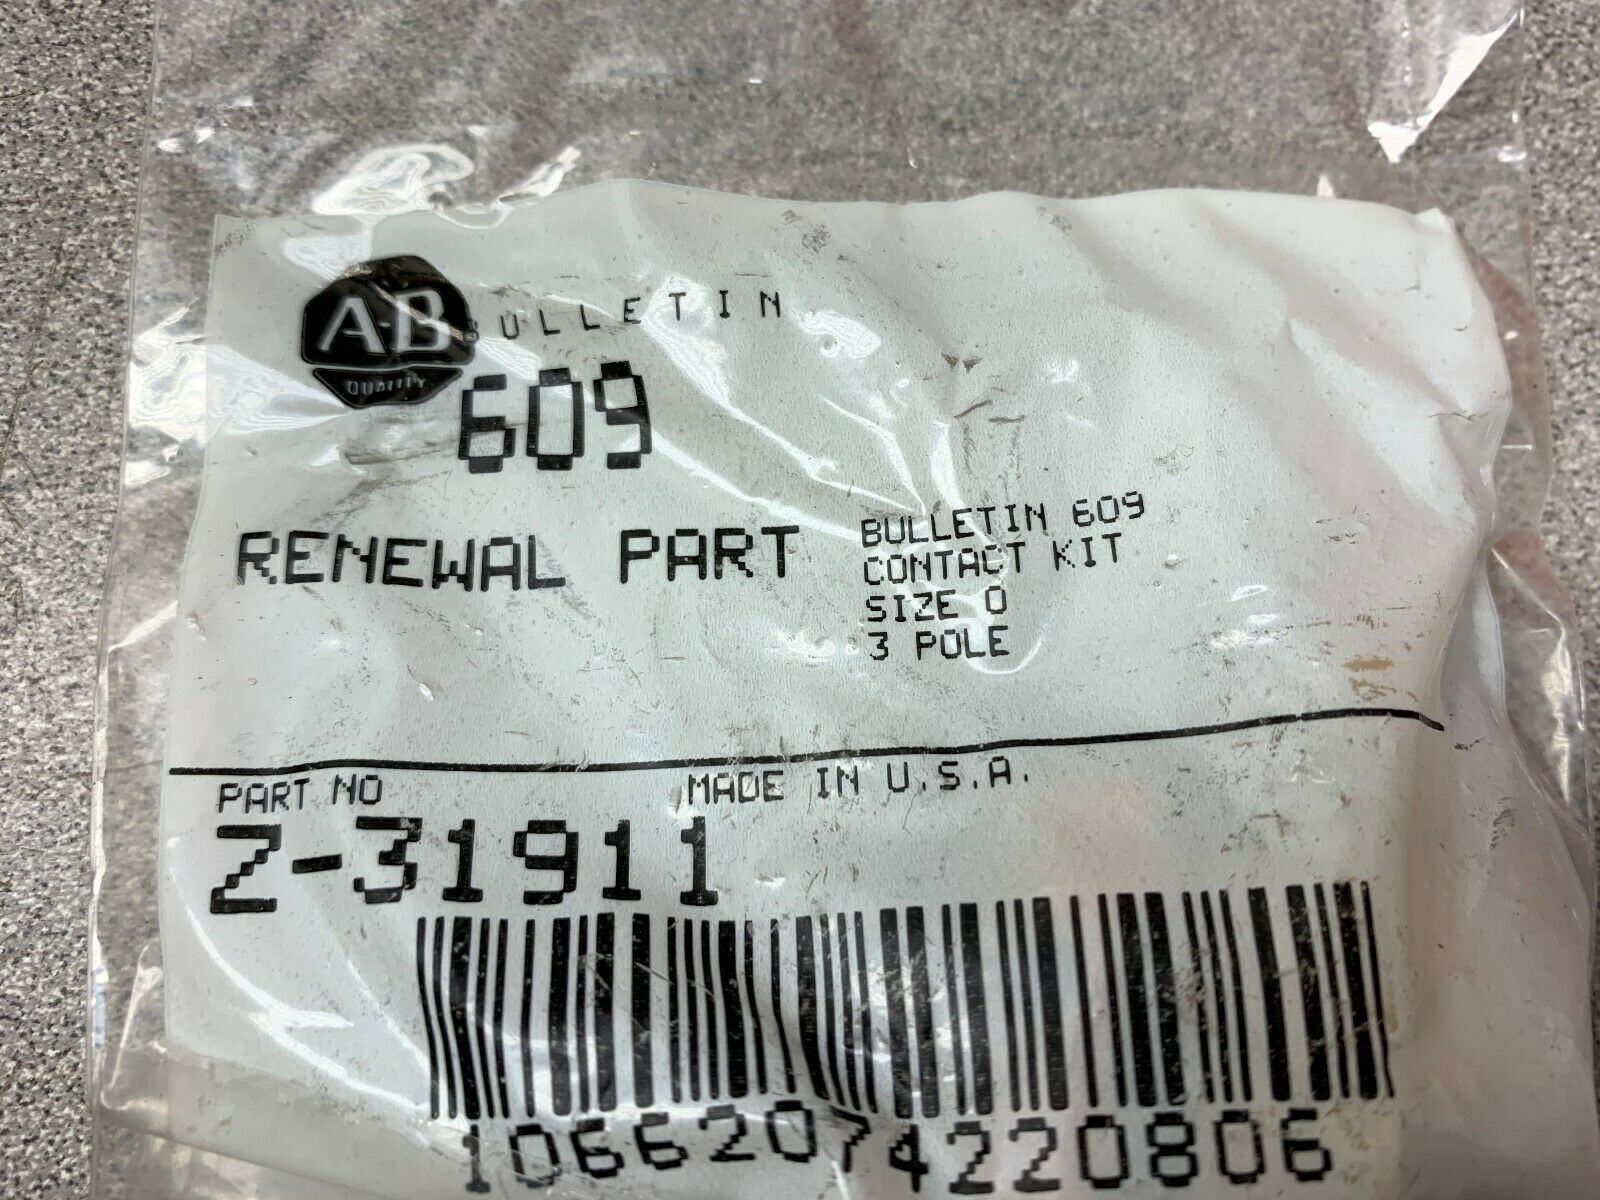 A-B
QUALITY
BULLETIN
609
RENEWAL PART
BULLETIN 609
CONTACT KIT
SIZE 0
3 POLE
PART NO
MADE IN U.S.A.
Z-31911
10662074220806